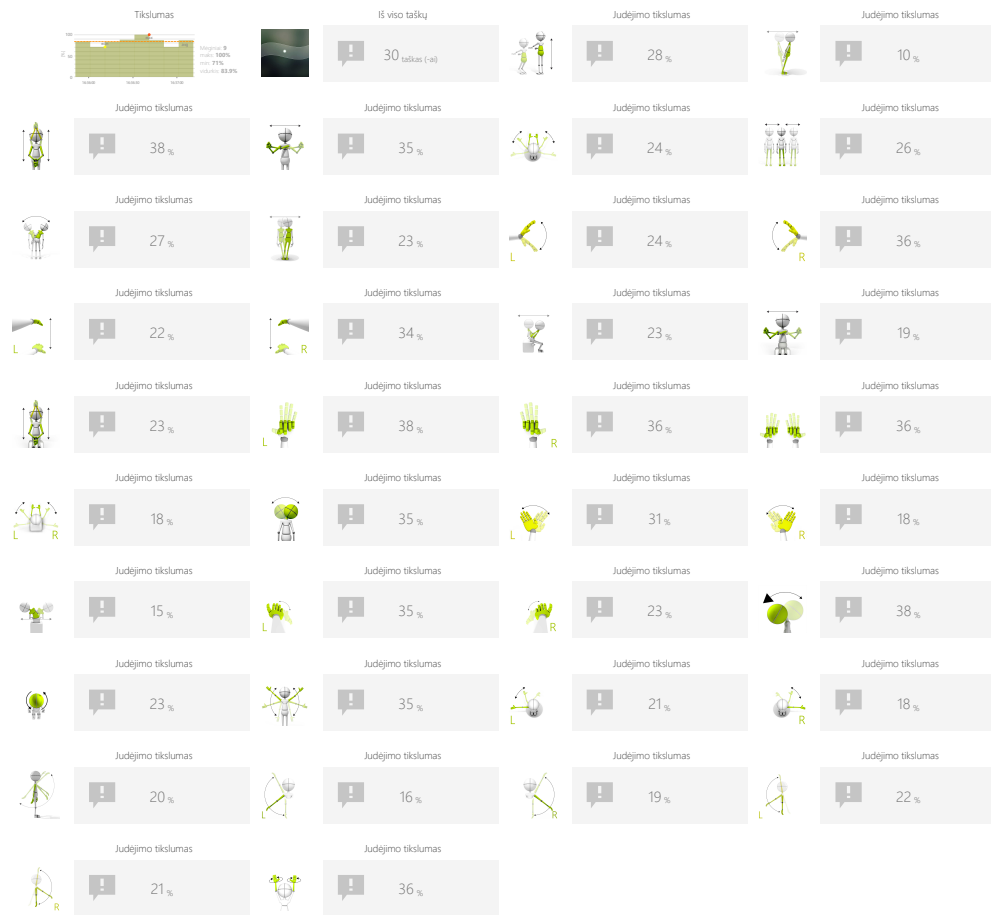 Tikslumas
Iš viso taškų
Judėjimo tikslumas
Judėjimo tikslumas
Mėginiai: 9
maks: 100%
min: 71%
vidutinis: 83.9%
30 taškas (-ai)
28 %
10 %
Judėjimo tikslumas
Judėjimo tikslumas
Judėjimo tikslumas
Judėjimo tikslumas
38 %
35 %
24 %
26 %
Judėjimo tikslumas
Judėjimo tikslumas
Judėjimo tikslumas
Judėjimo tikslumas
27 %
23 %
L
24 %
R
36 %
Judėjimo tikslumas
Judėjimo tikslumas
Judėjimo tikslumas
Judėjimo tikslumas
L
22 %
R
34 %
23 %
19 %
Judėjimo tikslumas
Judėjimo tikslumas
Judėjimo tikslumas
Judėjimo tikslumas
23 %
L
38 %
R
36 %
36 %
Judėjimo tikslumas
Judėjimo tikslumas
Judėjimo tikslumas
Judėjimo tikslumas
L R
18 %
35 %
L
31 %
R
18 %
Judėjimo tikslumas
Judėjimo tikslumas
Judėjimo tikslumas
Judėjimo tikslumas
15 %
L
35 %
R
23 %
38 %
Judėjimo tikslumas
Judėjimo tikslumas
Judėjimo tikslumas
Judėjimo tikslumas
23 %
35 %
L
21 %
R
18 %
Judėjimo tikslumas
Judėjimo tikslumas
Judėjimo tikslumas
Judėjimo tikslumas
20 %
L
16 %
R
19 %
L
22 %
Judėjimo tikslumas
Judėjimo tikslumas
R
21 %
36 %